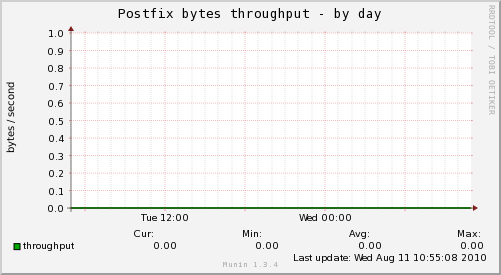 Postfix bytes throughput - by day
RRDTOOL / TOBI OETIKER
bytes / second
1.0
0.9
0.8
0.7
0.6
0.5
0.4
0.3
0.2
0.1
0.0
Tue 12:00 Wed 00:00
Cur: Min: Avg: Max:
throughput 0.00 0.00 0.00 0.00
Last update: Wed Aug 11 10:55:08 2010
Munin 1.3.4